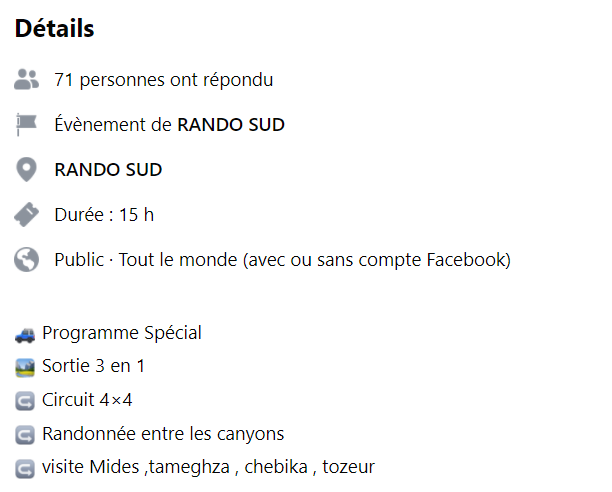 Détails
71 personnes ont répondu
Évènement de RANDO SUD
RANDO SUD
Durée : 15 h
Public · Tout le monde (avec ou sans compte Facebook)
🚙 Programme Spécial
🏞️ Sortie 3 en 1
↪️ Circuit 4×4
↪️ Randonnée entre les canyons
↪️ visite Mides ,tameghza , chebika , tozeur